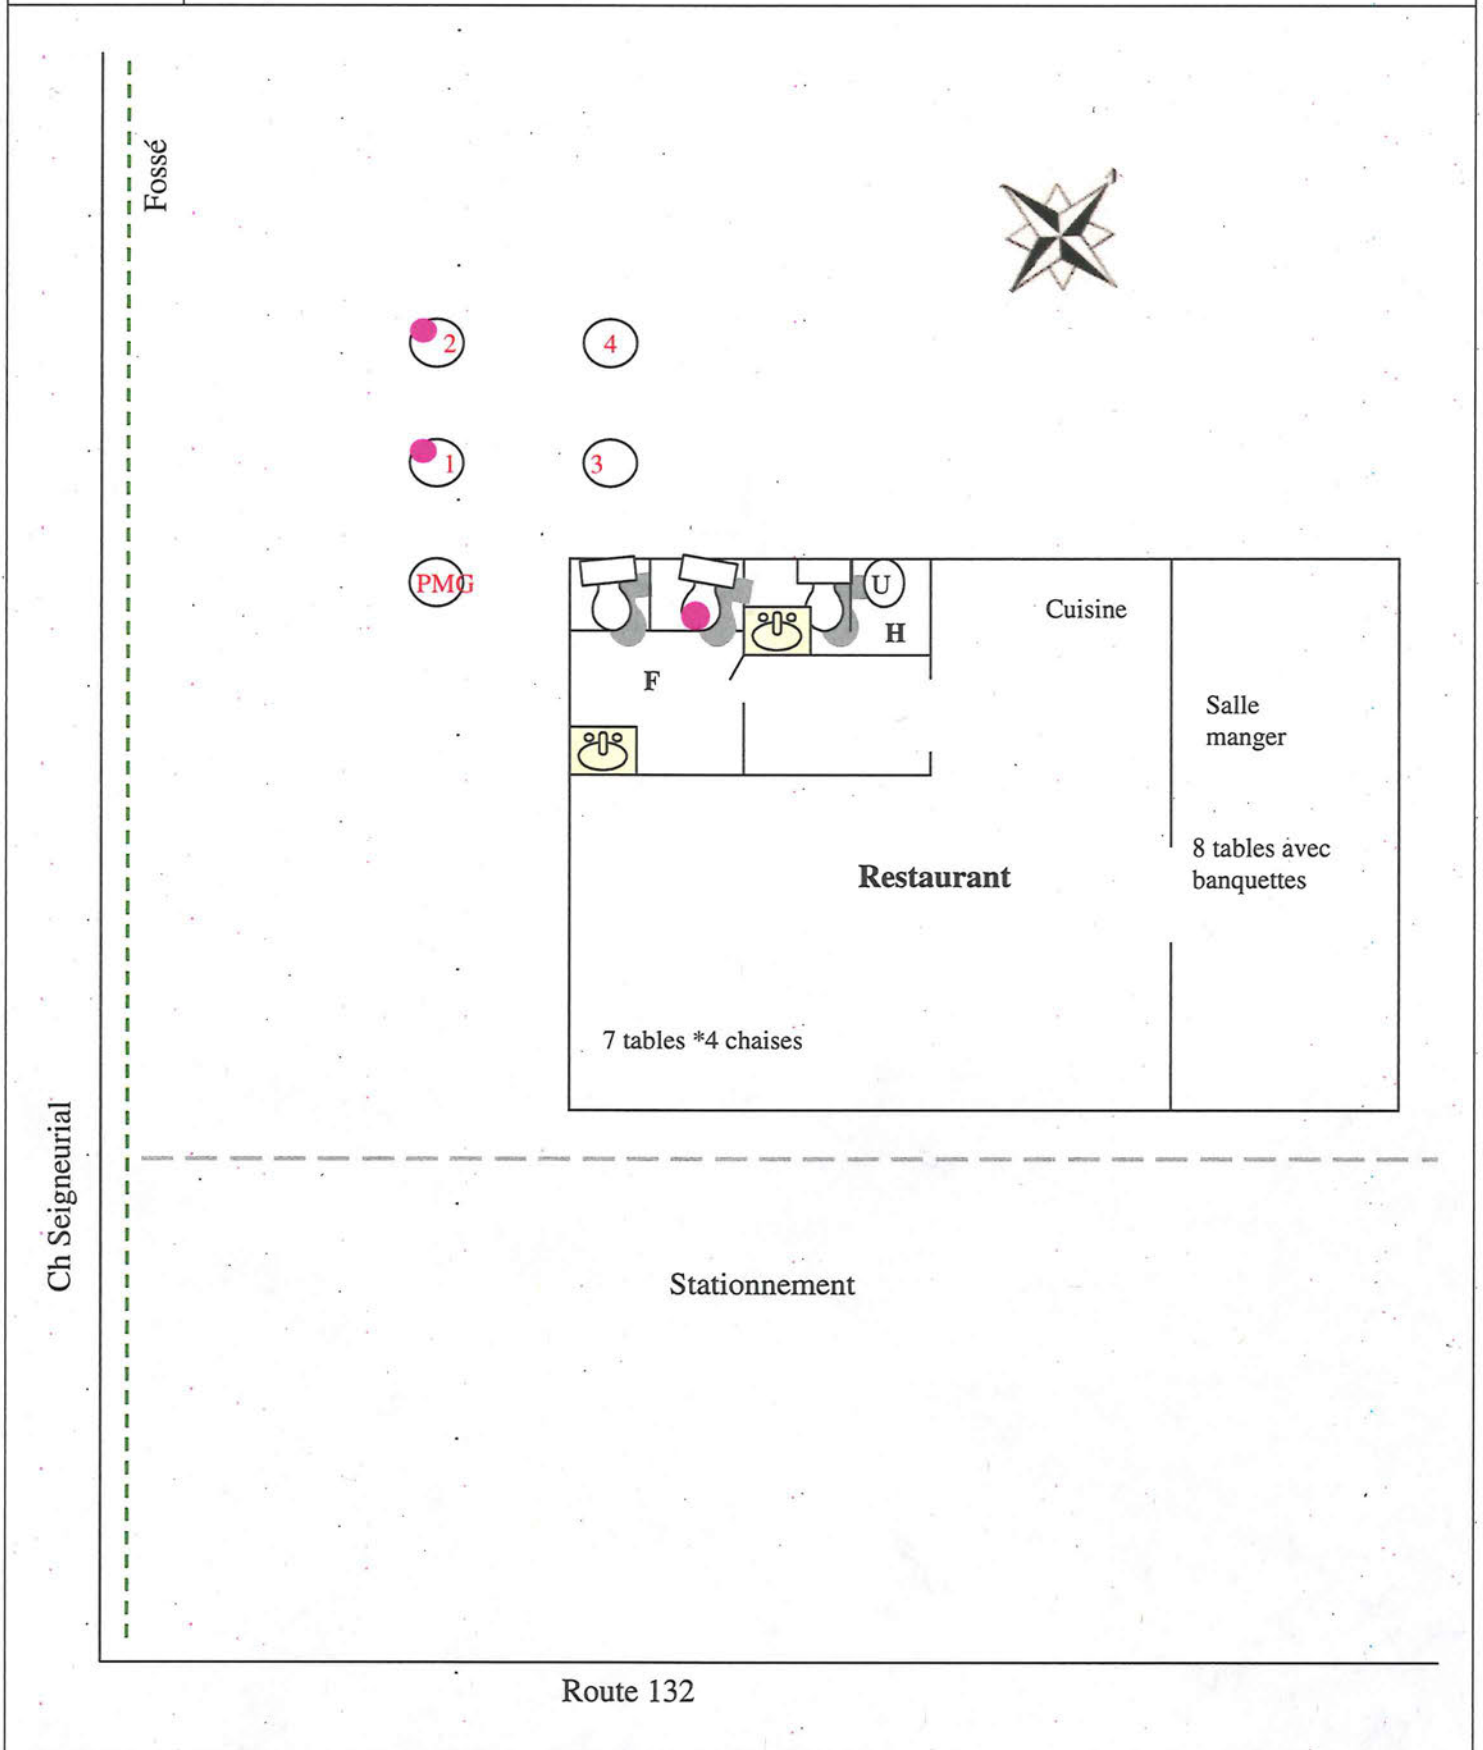 Fossé
2
4
1
3
PMG
U
H
Cuisine
F
Salle
manger
8 tables avec
banquettes
Restaurant
7 tables *4 chaises
Ch Seigneurial
Stationnement
Route 132